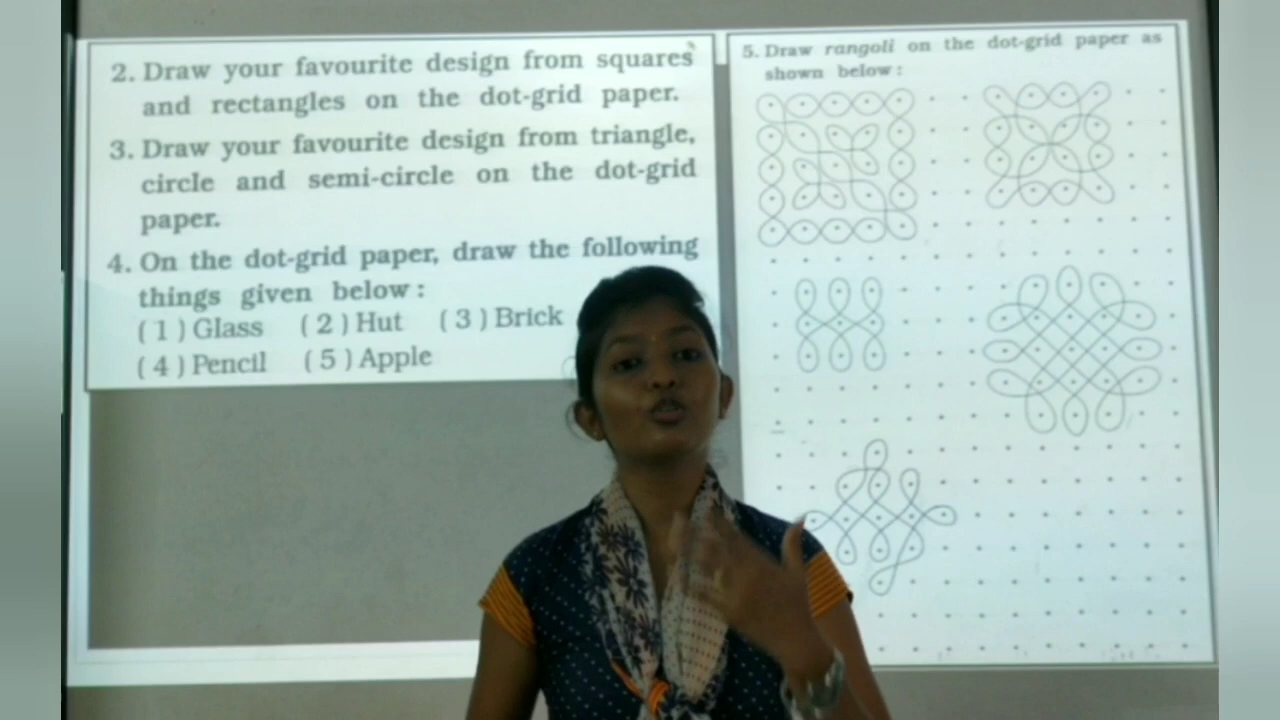 2. Draw your favourite design from squares
and rectangles on the dot-grid paper.
3. Draw your favourite design from triangle,
circle and semi-circle on the dot-grid
paper.
4. On the dot-grid paper, draw the following
things given below :
( 1 ) Glass ( 2 ) Hut ( 3 ) Brick
( 4 ) Pencil ( 5 ) Apple
5. Draw rangoli on the dot-grid paper as
shown below :